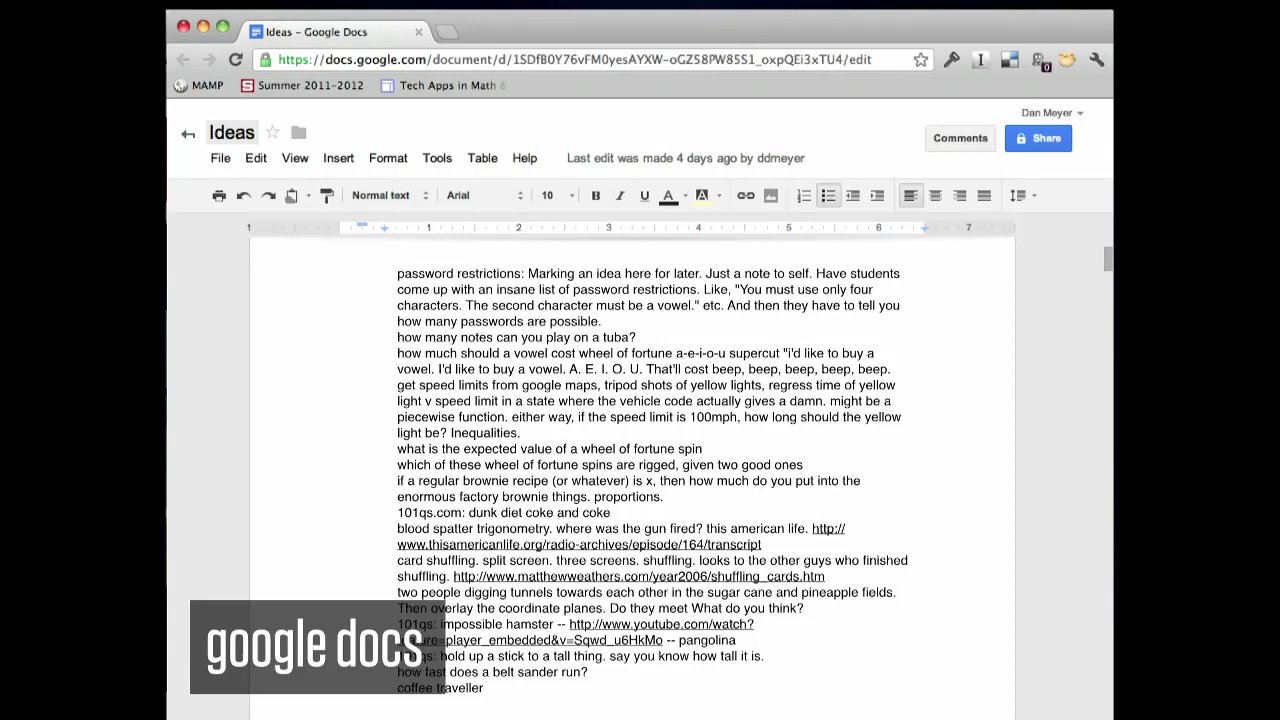 Ideas – Google Docs
https://docs.google.com/document/d/1SDfB0Y76vFM0yesAYXW-oGZ58PW85S1_oxpQEi3xTU4/edit
0
MAMP Summer 2011-2012 Tech Apps in Math &
Dan Meyer
Ideas
Comments Share
File Edit View Insert Format Tools Table Help Last edit was made 4 days ago by ddmeyer
Normal text Arial 10 B I U A A
1 1 2 3 4 5 6 7
password restrictions: Marking an idea here for later. Just a note to self. Have students
come up with an insane list of password restrictions. Like, "You must use only four
characters. The second character must be a vowel." etc. And then they have to tell you
how many passwords are possible.
how many notes can you play on a tuba?
how much should a vowel cost wheel of fortune a-e-i-o-u supercut "i'd like to buy a
vowel. I'd like to buy a vowel. A. E. I. O. U. That'll cost beep, beep, beep, beep, beep.
get speed limits from google maps, tripod shots of yellow lights, regress time of yellow
light v speed limit in a state where the vehicle code actually gives a damn. might be a
piecewise function. either way, if the speed limit is 100mph, how long should the yellow
light be? Inequalities.
what is the expected value of a wheel of fortune spin
which of these wheel of fortune spins are rigged, given two good ones
if a regular brownie recipe (or whatever) is x, then how much do you put into the
enormous factory brownie things. proportions.
101qs.com: dunk diet coke and coke
blood spatter trigonometry. where was the gun fired? this american life. http://
www.thisamericanlife.org/radio-archives/episode/164/transcript
card shuffling. split screen. three screens. shuffling. looks to the other guys who finished
shuffling. http://www.matthewweathers.com/year2006/shuffling_cards.htm
two people digging tunnels towards each other in the sugar cane and pineapple fields.
Then overlay the coordinate planes. Do they meet What do you think?
101qs: impossible hamster -- http://www.youtube.com/watch?
feature=player_embedded&v=Sqwd_u6HkMo -- pangolina
101qs: hold up a stick to a tall thing. say you know how tall it is.
how fast does a belt sander run?
coffee traveller
google docs